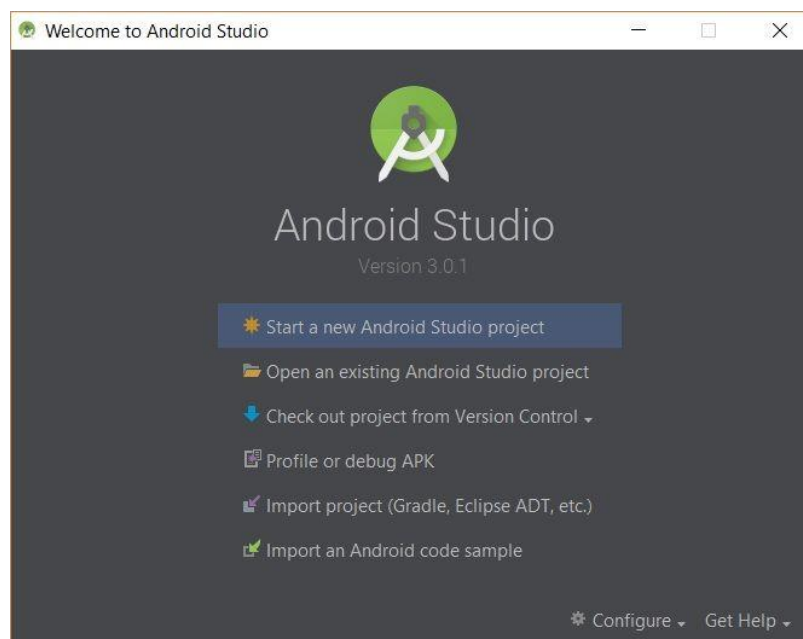 Welcome to Android Studio
Android Studio
Version 3.0.1
Start a new Android Studio project
Open an existing Android Studio project
Check out project from Version Control
Profile or debug APK
Import project (Gradle, Eclipse ADT, etc.)
Import an Android code sample
Configure Get Help